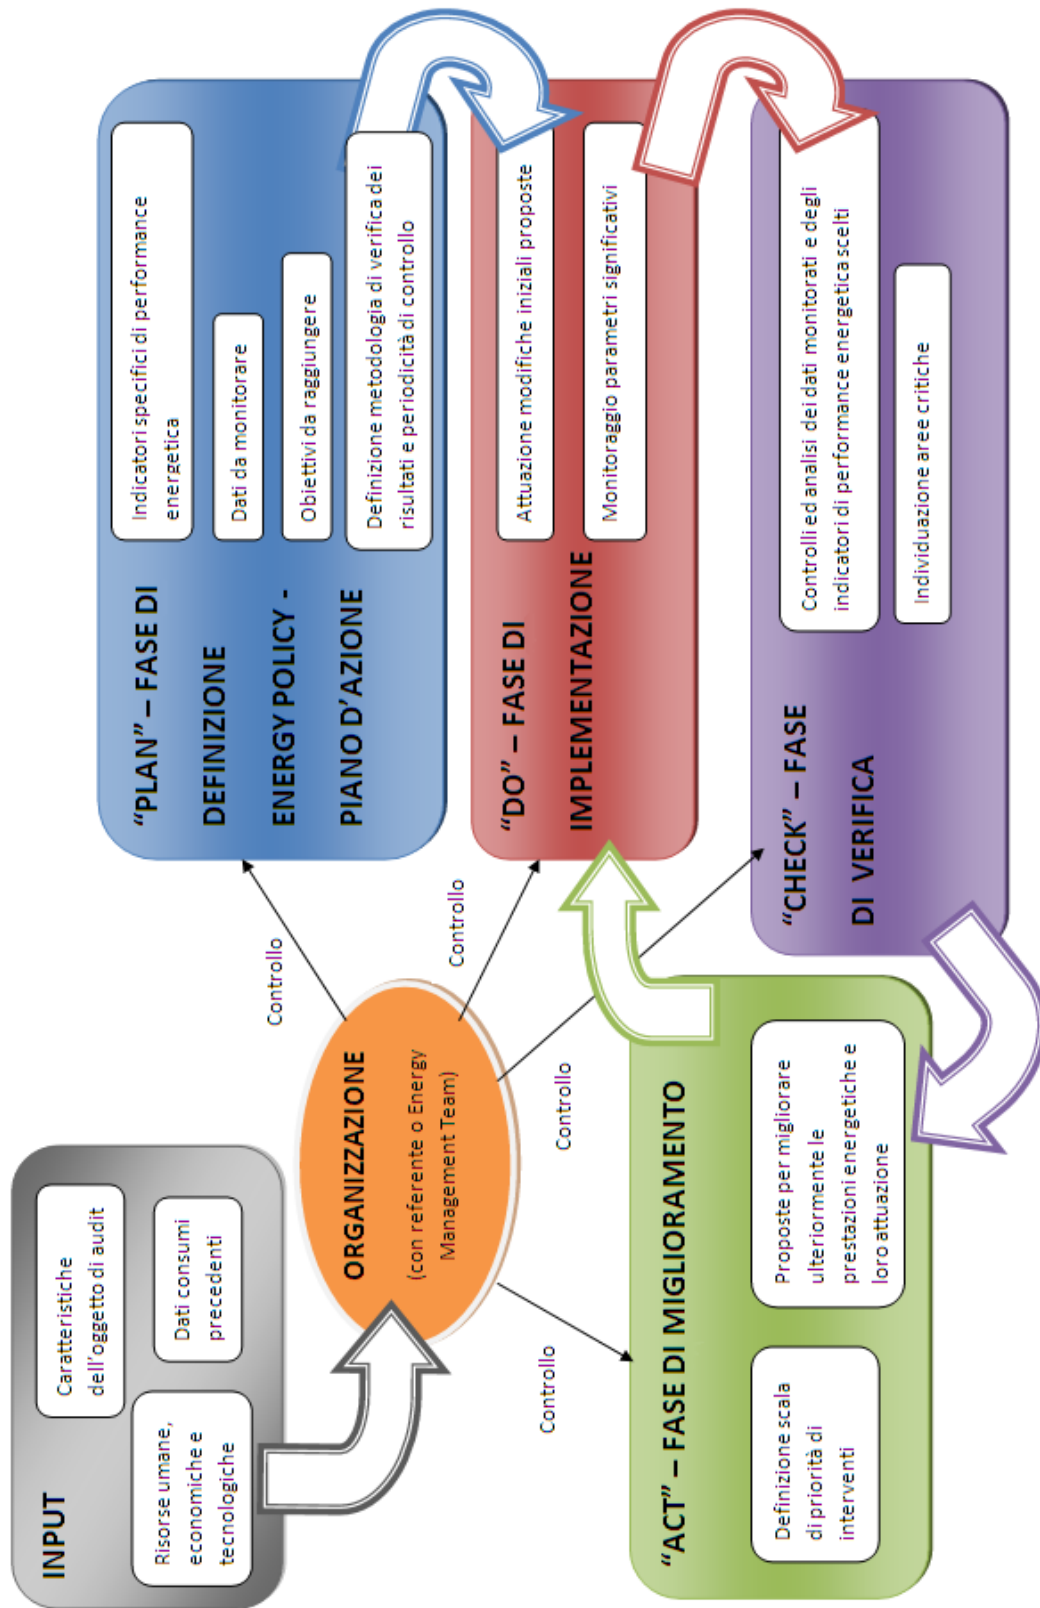 INPUT
Caratteristiche
dell'oggetto di audit
Risorse umane,
economiche e
tecnologiche
Dati consumi
precedenti
ORGANIZZAZIONE
(con referente o Energy
Management Team)
Controllo
Controllo
Controllo
Controllo
"PLAN" – FASE DI
DEFINIZIONE
ENERGY POLICY -
PIANO D'AZIONE
Indicatori specifici di performance
energetica
Dati da monitorare
Obiettivi da raggiungere
Definizione metodologia di verifica dei
risultati e periodicità di controllo
"DO" – FASE DI
IMPLEMENTAZIONE
Attuazione modifiche iniziali proposte
Monitoraggio parametri significativi
"CHECK" – FASE
DI VERIFICA
Controlli ed analisi dei dati monitorati e degli
indicatori di performance energetica scelti
Individuazione aree critiche
"ACT" – FASE DI MIGLIORAMENTO
Definizione scala
di priorità di
interventi
Proposte per migliorare
ulteriormente le
prestazioni energetiche e
loro attuazione